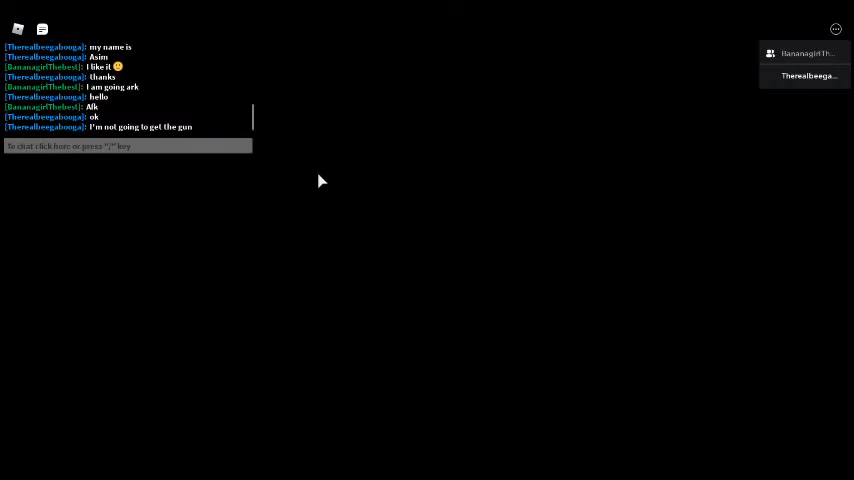 [Therealbeegabooga]: my name is
[Therealbeegabooga]: Asim
[BananagirlThebest]: I like it 🙂
[Therealbeegabooga]: thanks
[BananagirlThebest]: I am going ark
[Therealbeegabooga]: hello
[BananagirlThebest]: Afk
[Therealbeegabooga]: ok
[Therealbeegabooga]: I'm not going to get the gun
To chat click here or press "/" key
BananagirlTh...
Therealbeega...